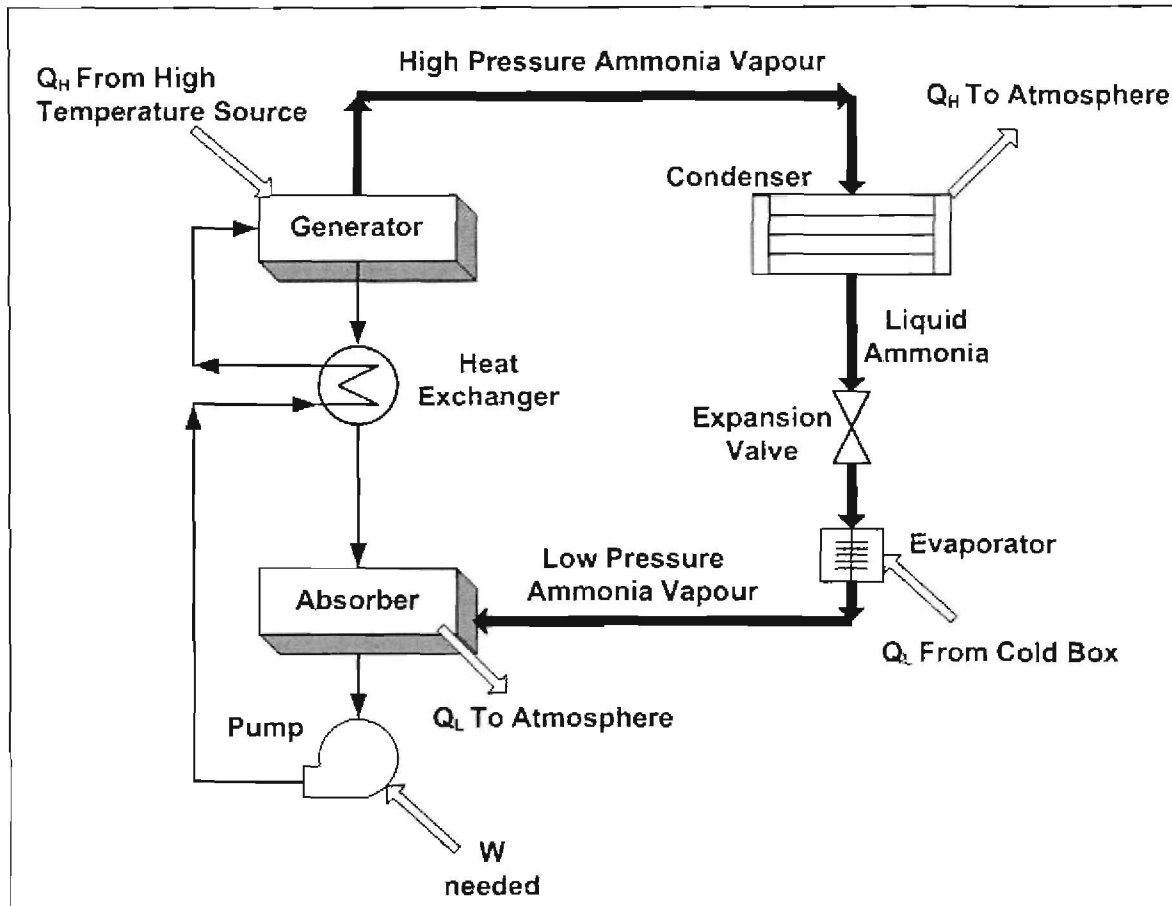 High Pressure Ammonia Vapour
Q_H From High
Temperature Source
Q_H To Atmosphere
Condenser
Generator
Liquid
Ammonia
Heat
Exchanger
Expansion
Valve
Evaporator
Low Pressure
Ammonia Vapour
Absorber
Q_L From Cold Box
Q_L To Atmosphere
Pump
W
needed